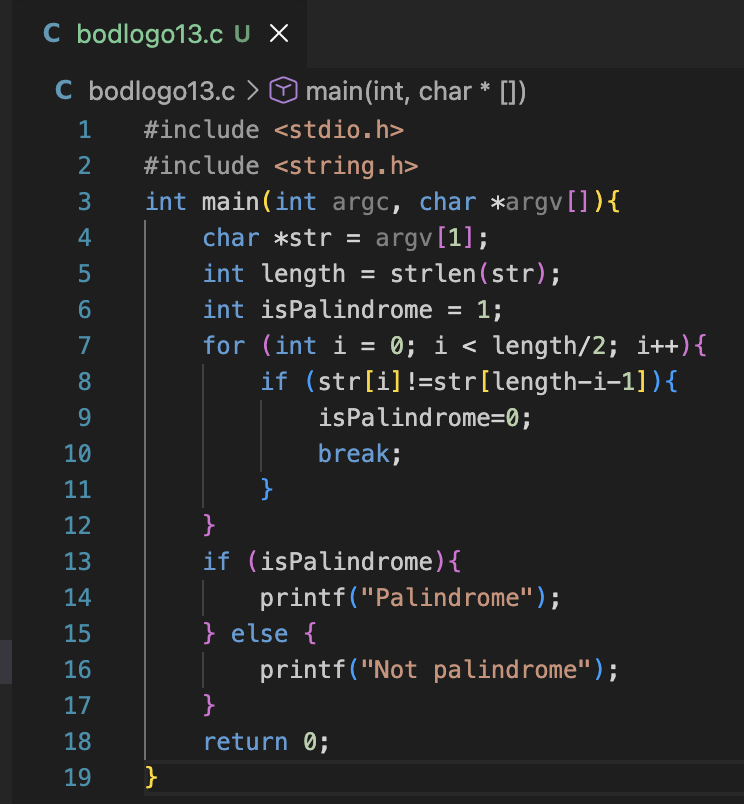 C bodlogo13.c U ×
C bodlogo13.c > main(int, char * [])
1 #include <stdio.h>
2 #include <string.h>
3 int main(int argc, char *argv[]){
4     char *str = argv[1];
5     int length = strlen(str);
6     int isPalindrome = 1;
7     for (int i = 0; i < length/2; i++){
8         if (str[i]!=str[length-i-1]){
9             isPalindrome=0;
10             break;
11         }
12     }
13     if (isPalindrome){
14         printf("Palindrome");
15     } else {
16         printf("Not palindrome");
17     }
18     return 0;
19 }